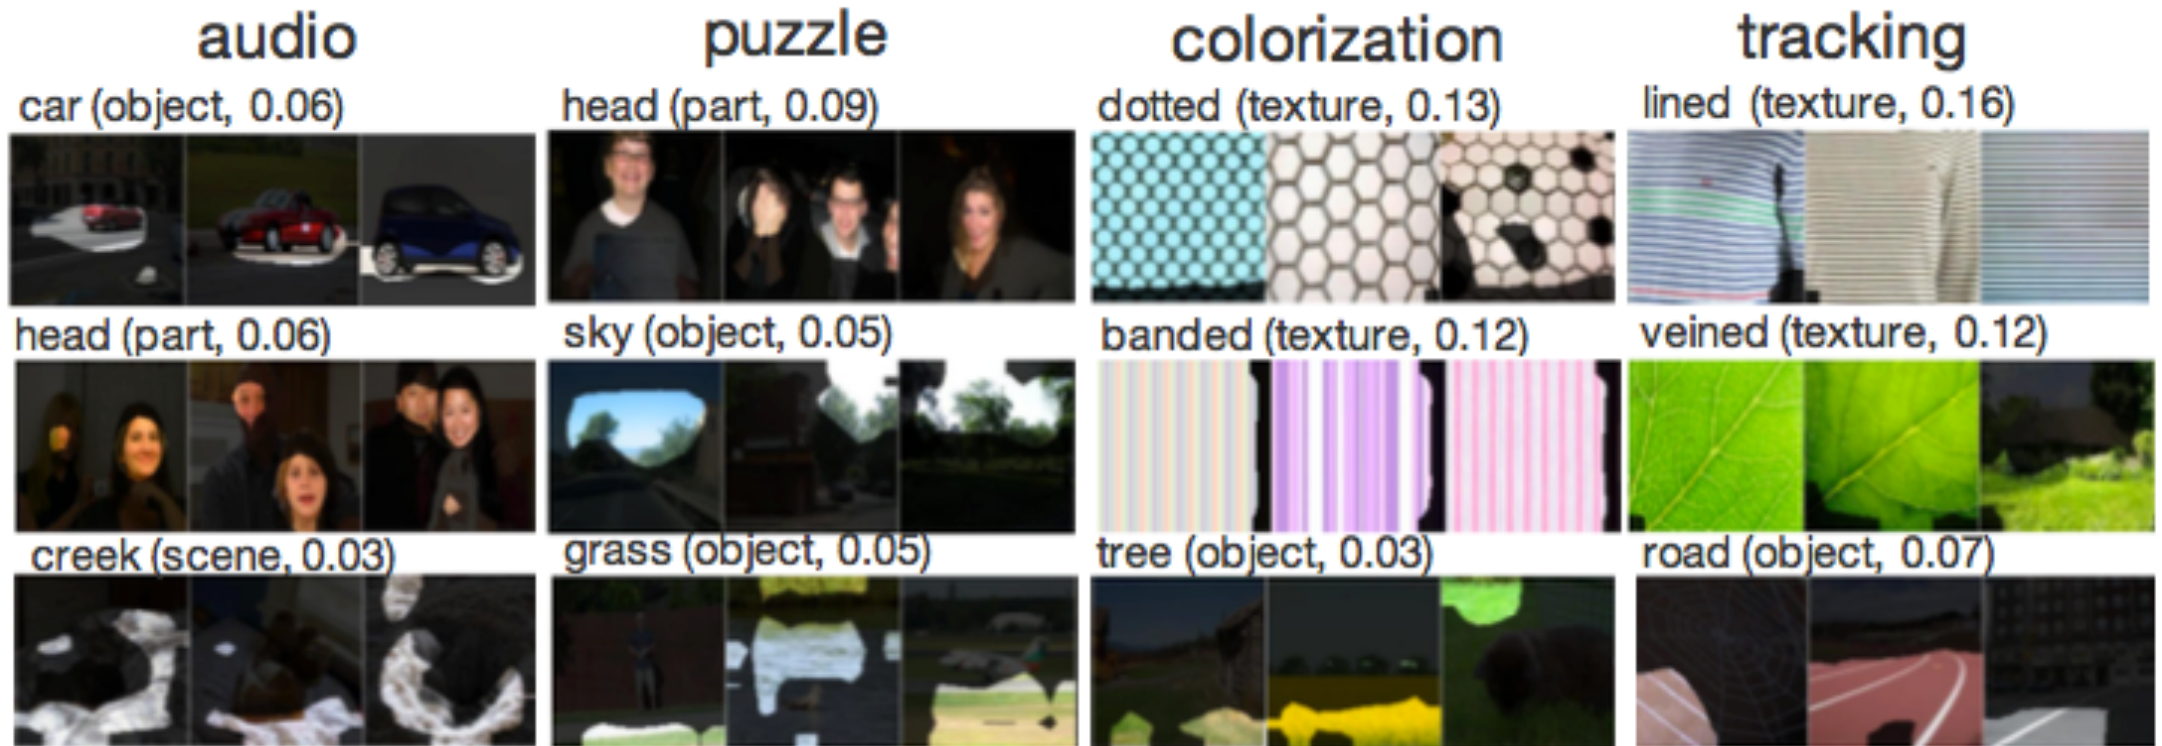 audio
puzzle
colorization
tracking
car (object, 0.06)
head (part, 0.09)
dotted (texture, 0.13)
lined (texture, 0.16)
head (part, 0.06)
sky (object, 0.05)
banded (texture, 0.12)
veined (texture, 0.12)
creek (scene, 0.03)
grass (object, 0.05)
tree (object, 0.03)
road (object, 0.07)